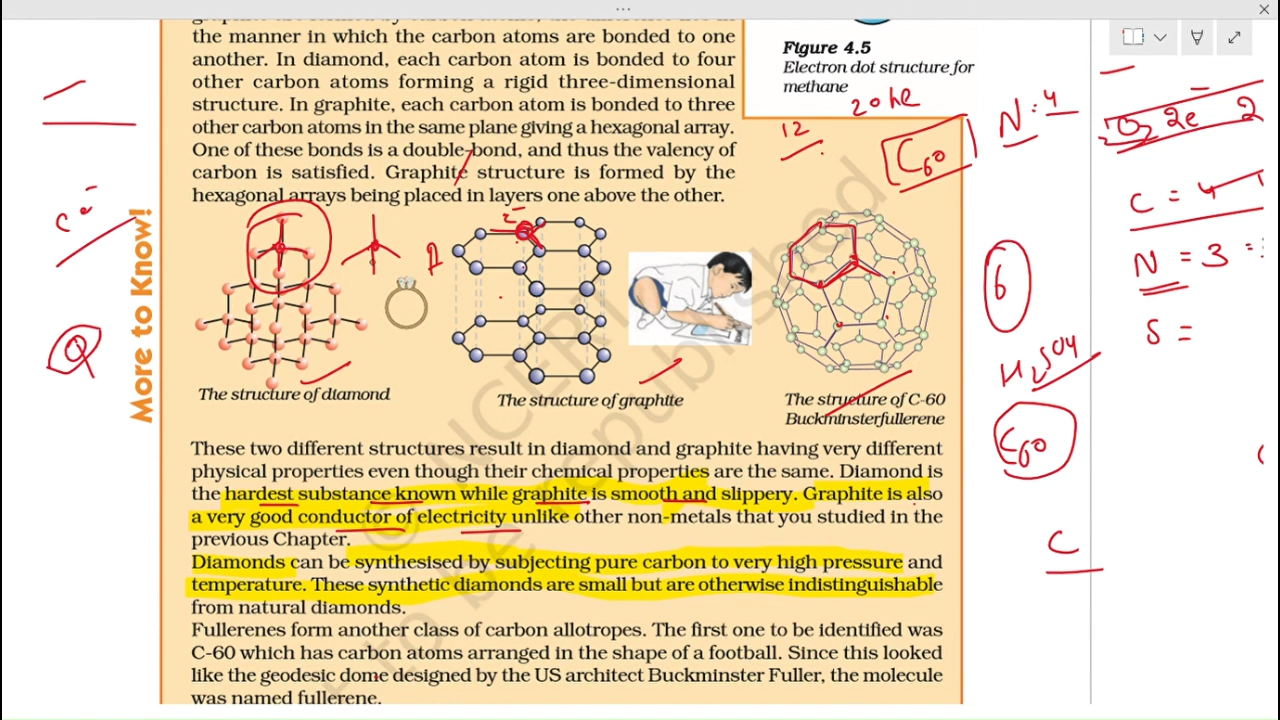 the manner in which the carbon atoms are bonded to one
another. In diamond, each carbon atom is bonded to four
other carbon atoms forming a rigid three-dimensional
structure. In graphite, each carbon atom is bonded to three
other carbon atoms in the same plane giving a hexagonal array.
One of these bonds is a double-bond, and thus the valency of
carbon is satisfied. Graphite structure is formed by the
hexagonal arrays being placed in layers one above the other.
Figure 4.5
Electron dot structure for
methane
12
C60
N : 4
O2 2e⁻ 2
C = 4
N = 3 =
S =
6
H2SO4
C60
C
Q
More to Know!
The structure of diamond
The structure of graphite
The structure of C-60
Buckminsterfullerene
These two different structures result in diamond and graphite having very different
physical properties even though their chemical properties are the same. Diamond is
the hardest substance known while graphite is smooth and slippery. Graphite is also
a very good conductor of electricity unlike other non-metals that you studied in the
previous Chapter.
Diamonds can be synthesised by subjecting pure carbon to very high pressure and
temperature. These synthetic diamonds are small but are otherwise indistinguishable
from natural diamonds.
Fullerenes form another class of carbon allotropes. The first one to be identified was
C-60 which has carbon atoms arranged in the shape of a football. Since this looked
like the geodesic dome designed by the US architect Buckminster Fuller, the molecule
was named fullerene.
© NCERT
to be republished